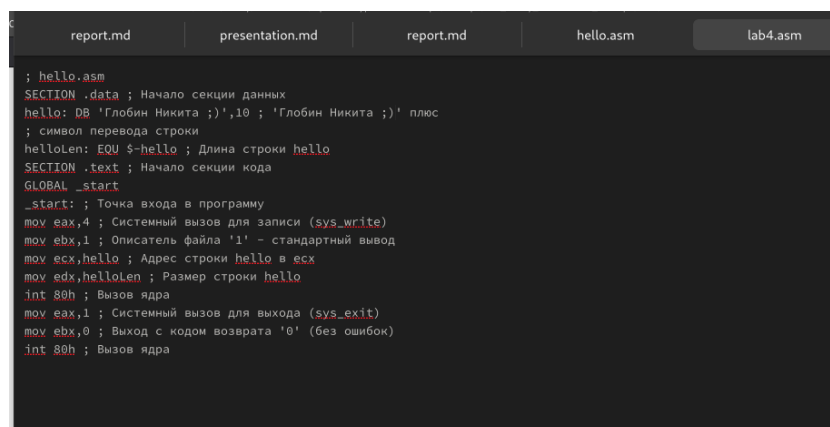 report.md presentation.md report.md hello.asm lab4.asm
; hello.asm
SECTION .data ; Начало секции данных
hello: DB 'Глобин Никита ;)',10 ; 'Глобин Никита ;)' плюс
; символ перевода строки
helloLen: EQU $-hello ; Длина строки hello
SECTION .text ; Начало секции кода
GLOBAL _start
_start: ; Точка входа в программу
mov eax,4 ; Системный вызов для записи (sys_write)
mov ebx,1 ; Описатель файла '1' - стандартный вывод
mov ecx,hello ; Адрес строки hello в ecx
mov edx,helloLen ; Размер строки hello
int 80h ; Вызов ядра
mov eax,1 ; Системный вызов для выхода (sys_exit)
mov ebx,0 ; Выход с кодом возврата '0' (без ошибок)
int 80h ; Вызов ядра